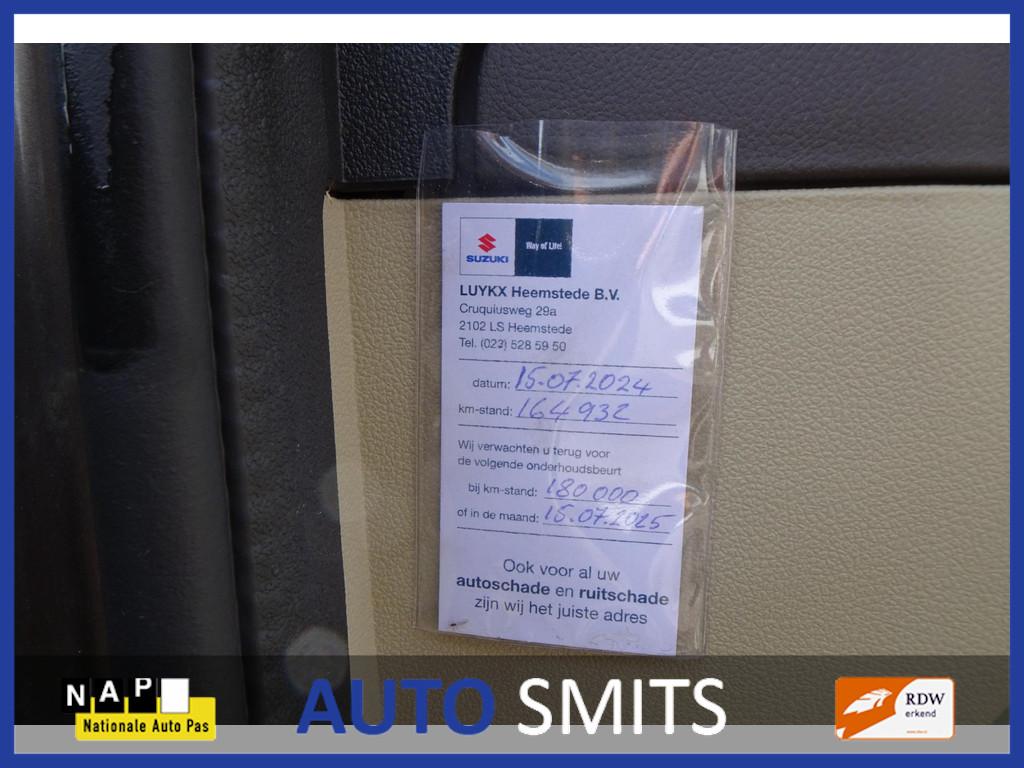 SUZUKI
Way of Life!
LUYKX Heemstede B.V.
Cruquiusweg 29a
2102 LS Heemstede
Tel. (023) 528 59 50
datum: 15.07.2024
km-stand: 164 932
Wij verwachten u terug voor
de volgende onderhoudsbeurt
bij km-stand: 180 000
of in de maand: 15.07.2025
Ook voor al uw
autoschade en ruitschade
zijn wij het juiste adres
NAP
Nationale Auto Pas
AUTO SMITS
RDW
erkend